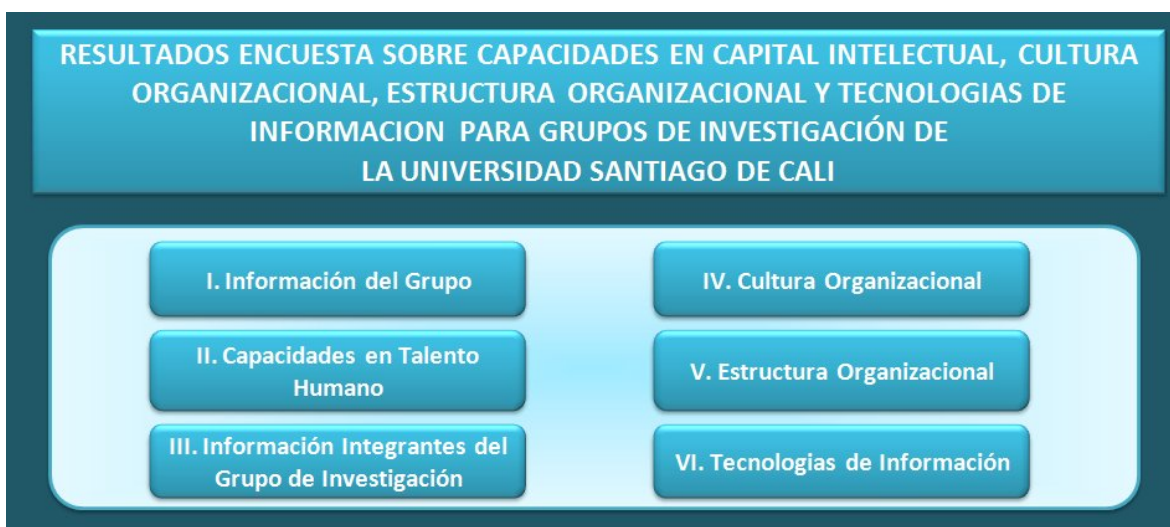 RESULTADOS ENCUESTA SOBRE CAPACIDADES EN CAPITAL INTELECTUAL, CULTURA
ORGANIZACIONAL, ESTRUCTURA ORGANIZACIONAL Y TECNOLOGIAS DE
INFORMACION PARA GRUPOS DE INVESTIGACIÓN DE
LA UNIVERSIDAD SANTIAGO DE CALI
I. Información del Grupo
II. Capacidades en Talento
Humano
III. Información Integrantes del
Grupo de Investigación
IV. Cultura Organizacional
V. Estructura Organizacional
VI. Tecnologias de Información